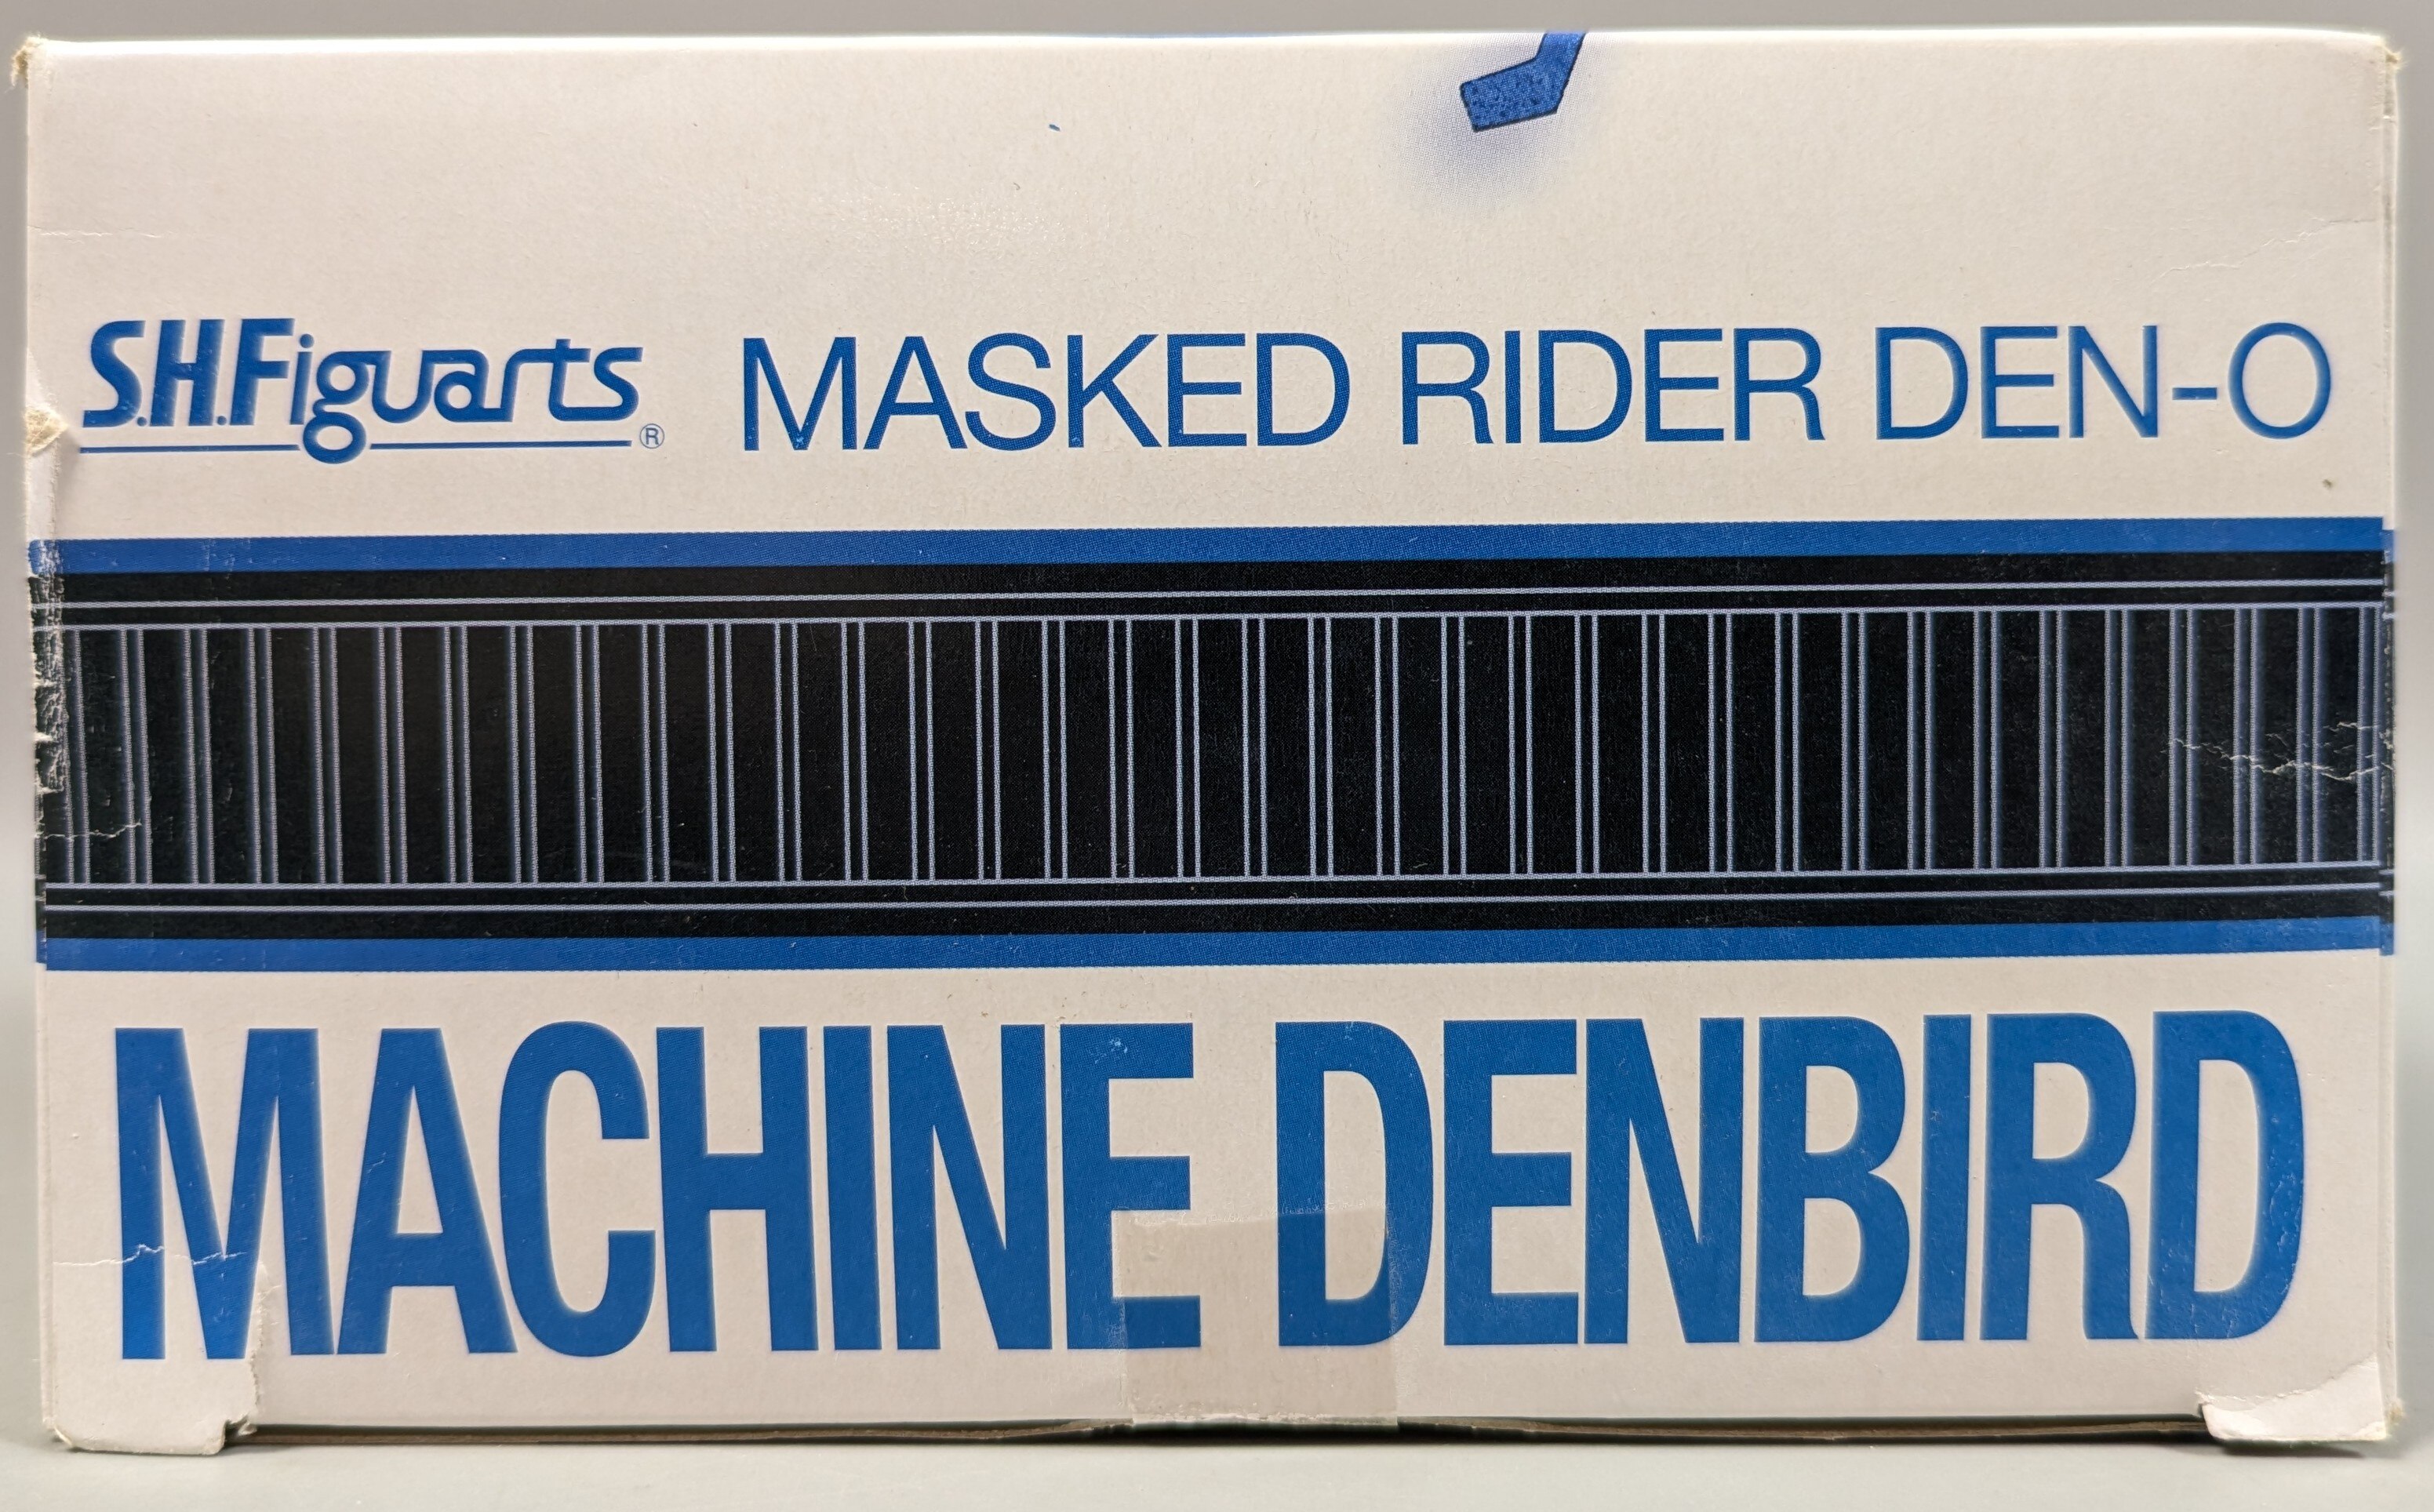 S.H.Figuarts® MASKED RIDER DEN-O
MACHINE DENBIRD